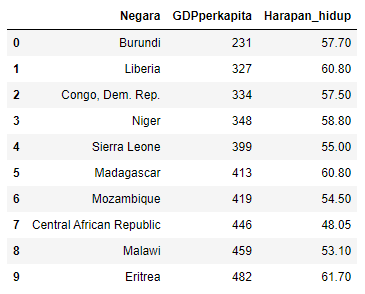 Negara GDPperkapita Harapan_hidup
0 Burundi 231 57.70
1 Liberia 327 60.80
2 Congo, Dem. Rep. 334 57.50
3 Niger 348 58.80
4 Sierra Leone 399 55.00
5 Madagascar 413 60.80
6 Mozambique 419 54.50
7 Central African Republic 446 48.05
8 Malawi 459 53.10
9 Eritrea 482 61.70